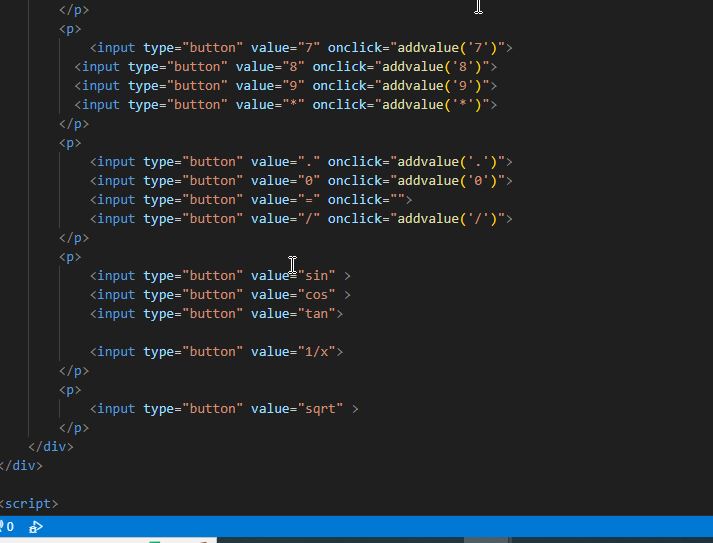 </p>
<p>
<input type="button" value="7" onclick="addvalue('7')">
<input type="button" value="8" onclick="addvalue('8')">
<input type="button" value="9" onclick="addvalue('9')">
<input type="button" value="*" onclick="addvalue('*')">
</p>
<p>
<input type="button" value="." onclick="addvalue('.')">
<input type="button" value="0" onclick="addvalue('0')">
<input type="button" value="=" onclick="">
<input type="button" value="/" onclick="addvalue('/')">
</p>
<p>
<input type="button" value="sin" >
<input type="button" value="cos" >
<input type="button" value="tan">
<input type="button" value="1/x">
</p>
<p>
<input type="button" value="sqrt" >
</p>
</div>
</div>
<script>
0